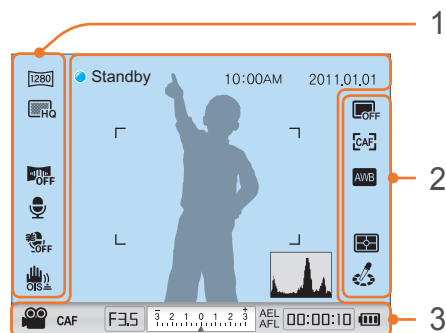 1
Standby 10:00AM 2011.01.01
1280
HQ
OFF
OFF
OIS
OFF
CAF
AWB
2
CAF F3.5 3 2 1 0 1 2 3 AEL AFL 00:00:10
3